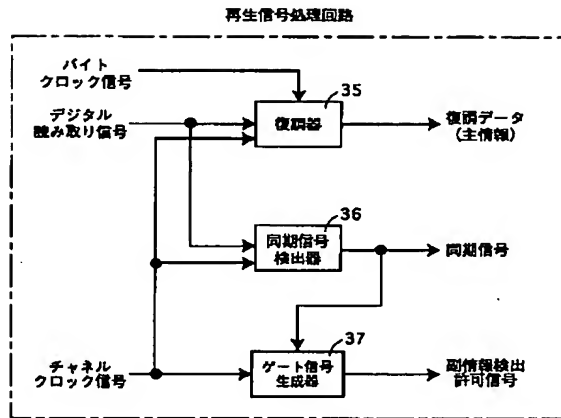 再生信号処理回路
バイト
クロック信号
35
復調器
復調データ
(主情報)
デジタル
読み取り信号
36
同期信号
検出器
同期信号
37
チャネル
クロック信号
ゲート信号
生成器
副情報検出
許可信号